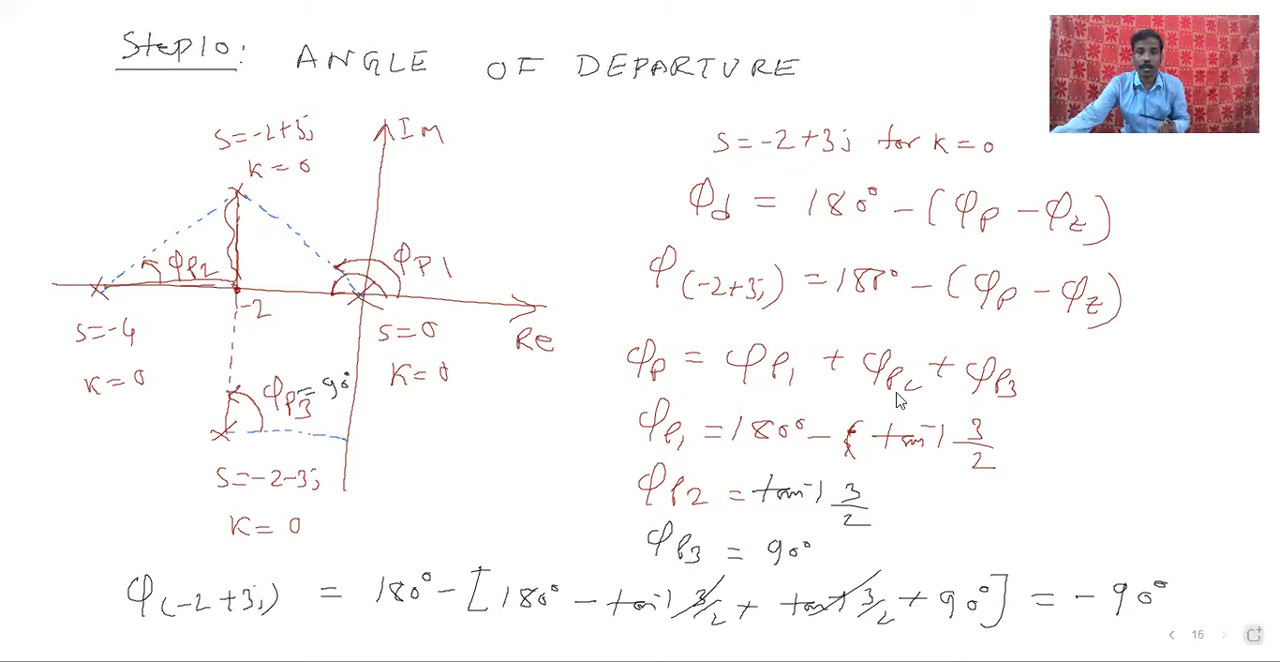 Step10: ANGLE OF DEPARTURE
S=-2+3j
K=0
Im
φP1
φP2
-2
S=-4
K=0
S=0
K=0
Re
φP3=90°
S=-2-3j
K=0
S=-2+3j for K=0
φd = 180° - (φP - φz)
φ(-2+3j) = 180° - (φP - φz)
φP = φP1 + φP2 + φP3
φP1 = 180° - tan-1 3/2
φP2 = tan-1 3/2
φP3 = 90°
φ(-2+3j) = 180° - [180° - tan-1 3/2 + tan-1 3/2 + 90°] = -90°
16